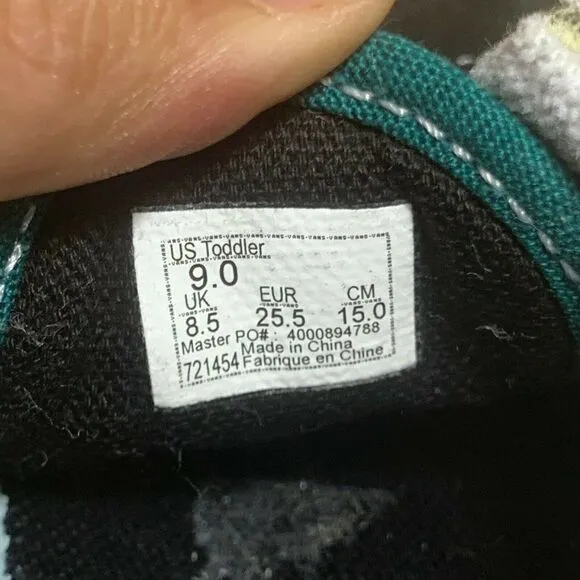 US Toddler
9.0
UK EUR CM
8.5 25.5 15.0
Master PO#: 4000894788
Made in China
721454 Fabrique en Chine